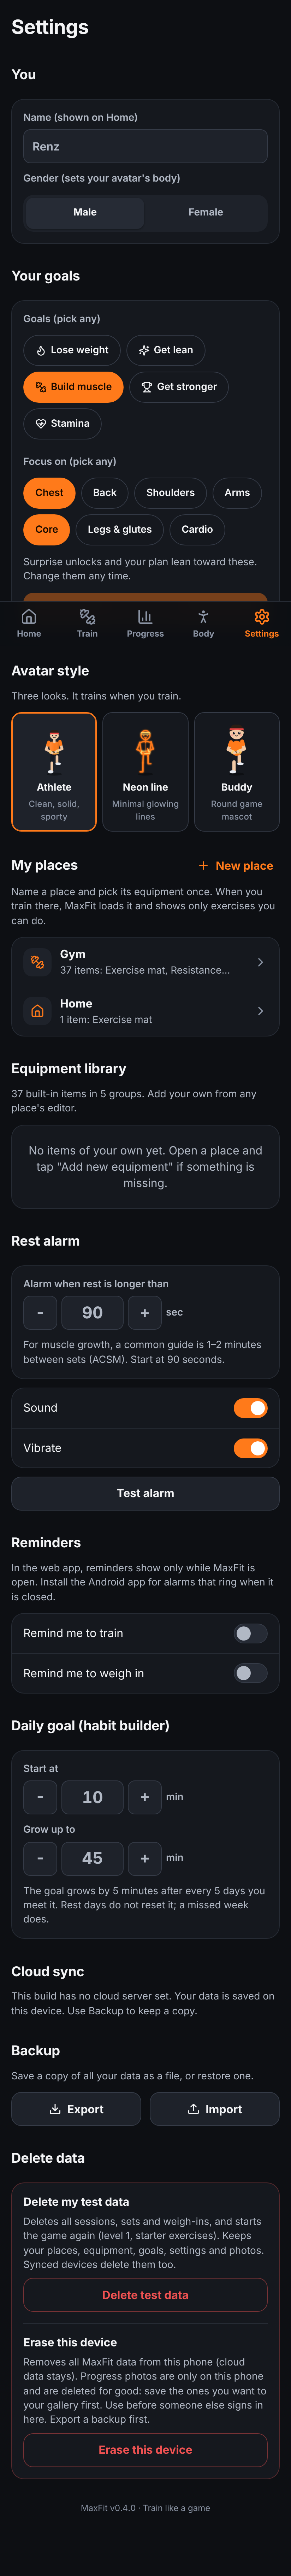 Settings
You
Name (shown on Home)
Renz
Gender (sets your avatar's body)
Male
Female
Your goals
Goals (pick any)
Lose weight
Get lean
Build muscle
Get stronger
Stamina
Focus on (pick any)
Chest
Back
Shoulders
Arms
Core
Legs & glutes
Cardio
Surprise unlocks and your plan lean toward these.
Change them any time.
Home
Train
Progress
Body
Settings
Avatar style
Three looks. It trains when you train.
Athlete
Clean, solid,
sporty
Neon line
Minimal glowing
lines
Buddy
Round game
mascot
My places
+ New place
Name a place and pick its equipment once. When you
train there, MaxFit loads it and shows only exercises you
can do.
Gym
37 items: Exercise mat, Resistance...
Home
1 item: Exercise mat
Equipment library
37 built-in items in 5 groups. Add your own from any
place's editor.
No items of your own yet. Open a place and
tap "Add new equipment" if something is
missing.
Rest alarm
Alarm when rest is longer than
- 90 + sec
For muscle growth, a common guide is 1–2 minutes
between sets (ACSM). Start at 90 seconds.
Sound
Vibrate
Test alarm
Reminders
In the web app, reminders show only while MaxFit is
open. Install the Android app for alarms that ring when it
is closed.
Remind me to train
Remind me to weigh in
Daily goal (habit builder)
Start at
- 10 + min
Grow up to
- 45 + min
The goal grows by 5 minutes after every 5 days you
meet it. Rest days do not reset it; a missed week
does.
Cloud sync
This build has no cloud server set. Your data is saved on
this device. Use Backup to keep a copy.
Backup
Save a copy of all your data as a file, or restore one.
Export
Import
Delete data
Delete my test data
Deletes all sessions, sets and weigh-ins, and starts
the game again (level 1, starter exercises). Keeps
your places, equipment, goals, settings and photos.
Synced devices delete them too.
Delete test data
Erase this device
Removes all MaxFit data from this phone (cloud
data stays). Progress photos are only on this phone
and are deleted for good: save the ones you want to
your gallery first. Use before someone else signs in
here. Export a backup first.
Erase this device
MaxFit v0.4.0 · Train like a game